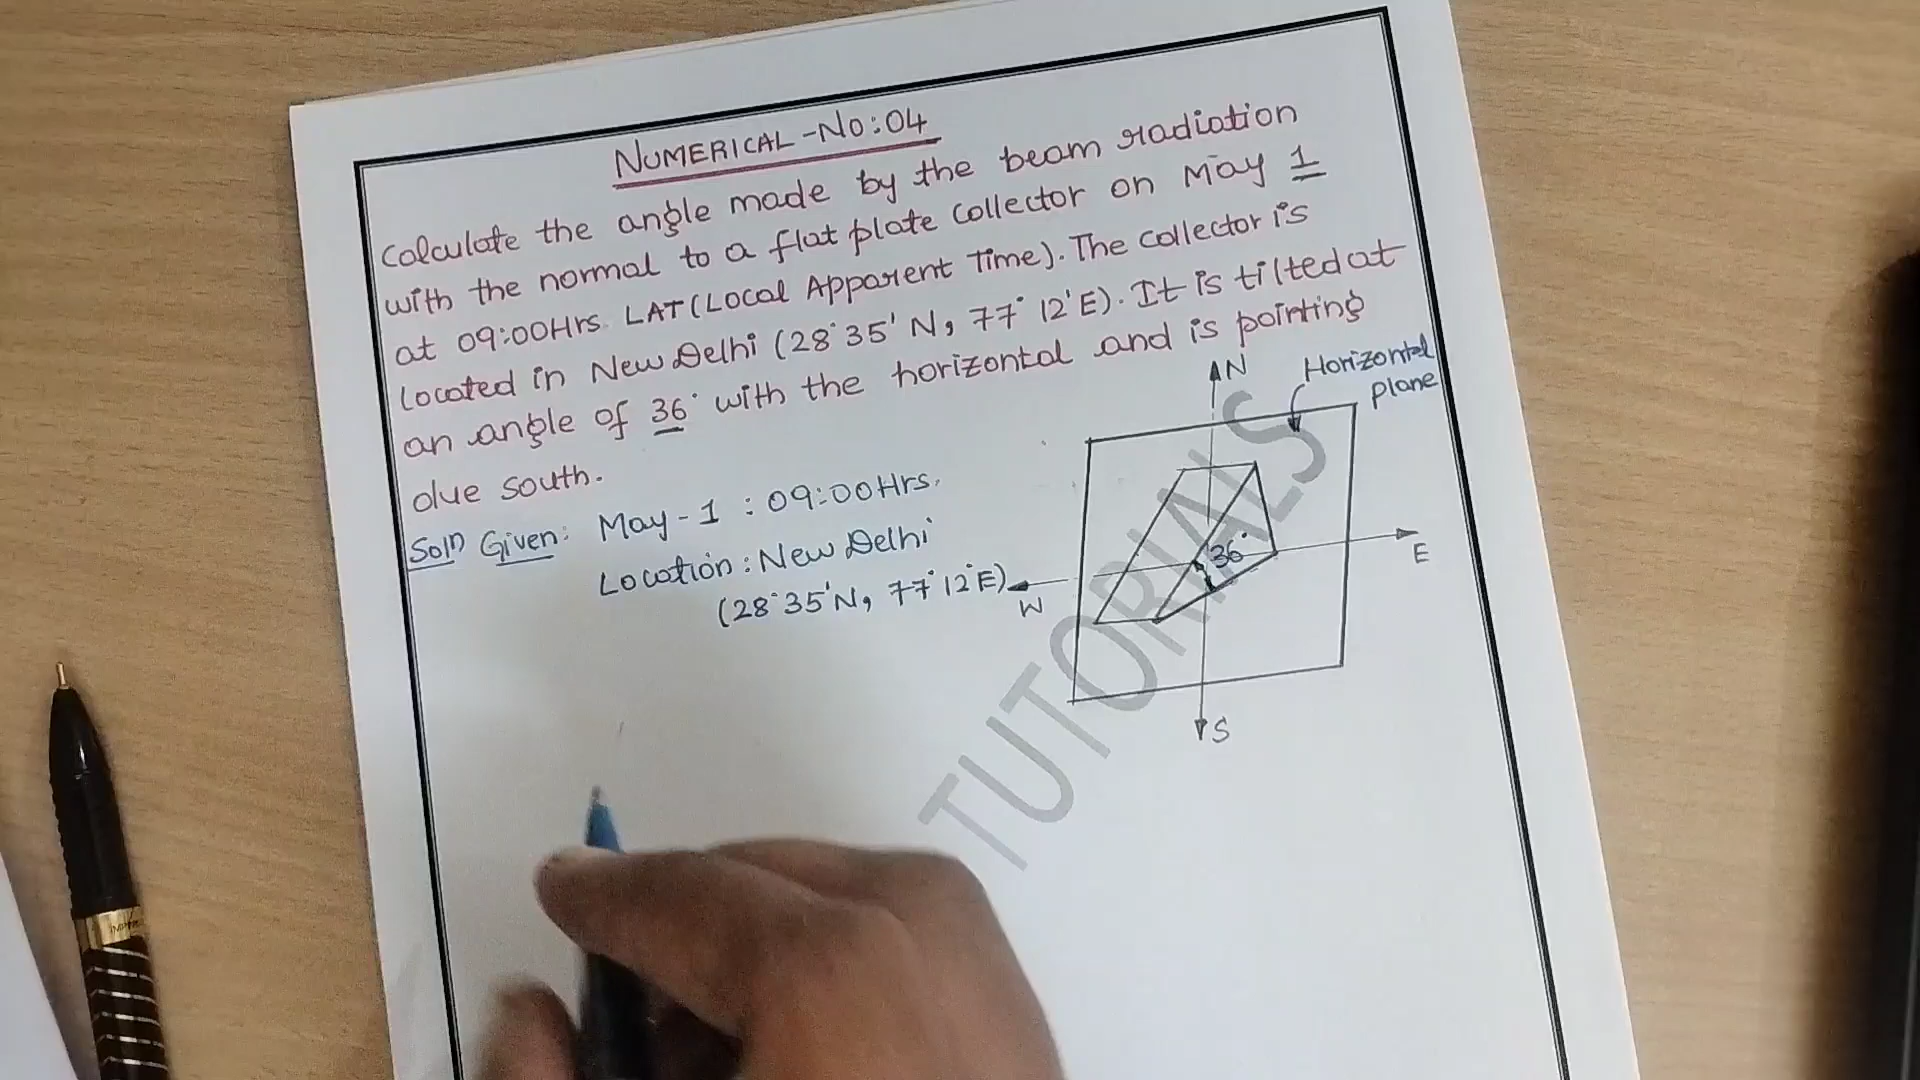 NUMERICAL-No:04
Calculate the angle made by the beam radiation
with the normal to a flat plate collector on May 1
at 09:00Hrs. LAT (Local Apparent Time). The collector is
located in New Delhi (28°35' N, 77° 12'E). It is tilted at
an angle of 36° with the horizontal and is pointing
due south.
Soln Given: May-1 : 09:00Hrs.
Location: New Delhi
(28°35'N, 77°12°E)
N
Horizontal
plane
36°
E
W
S
TUTORIALS